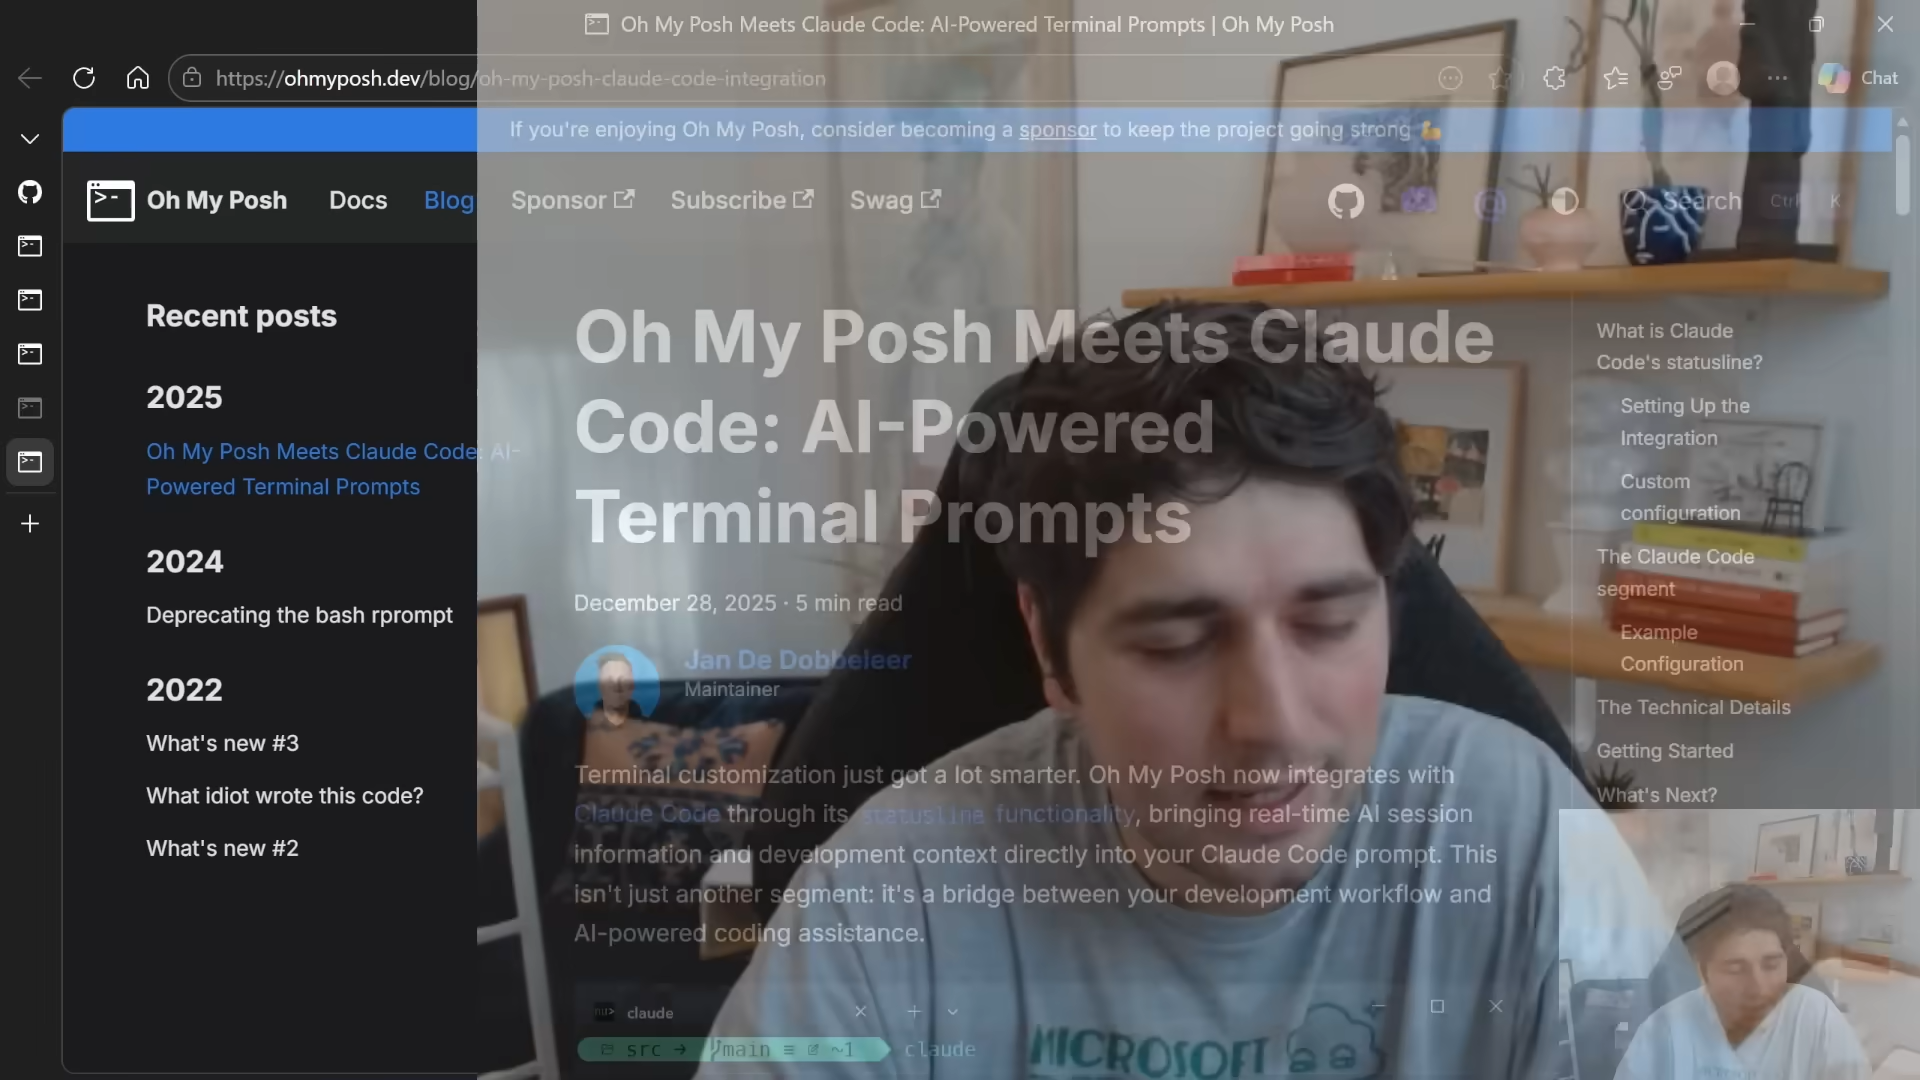 Oh My Posh Meets Claude Code: AI-Powered Terminal Prompts | Oh My Posh
https://ohmyposh.dev/blog/oh-my-posh-claude-code-integration
Chat
If you're enjoying Oh My Posh, consider becoming a sponsor to keep the project going strong 💪
Oh My Posh
Docs
Blog
Sponsor
Subscribe
Swag
Search
Ctrl
K
Recent posts
2025
Oh My Posh Meets Claude Code: AI-
Powered Terminal Prompts
2024
Deprecating the bash rprompt
2022
What's new #3
What idiot wrote this code?
What's new #2
Oh My Posh Meets Claude
Code: AI-Powered
Terminal Prompts
December 28, 2025 · 5 min read
Jan De Dobbeleer
Maintainer
Terminal customization just got a lot smarter. Oh My Posh now integrates with
Claude Code through its statusline functionality, bringing real-time AI session
information and development context directly into your Claude Code prompt. This
isn't just another segment: it's a bridge between your development workflow and
AI-powered coding assistance.
claude
src → main ≡ ~1 claude
MICROSOFT
What is Claude
Code's statusline?
Setting Up the
Integration
Custom
configuration
The Claude Code
segment
Example
Configuration
The Technical Details
Getting Started
What's Next?